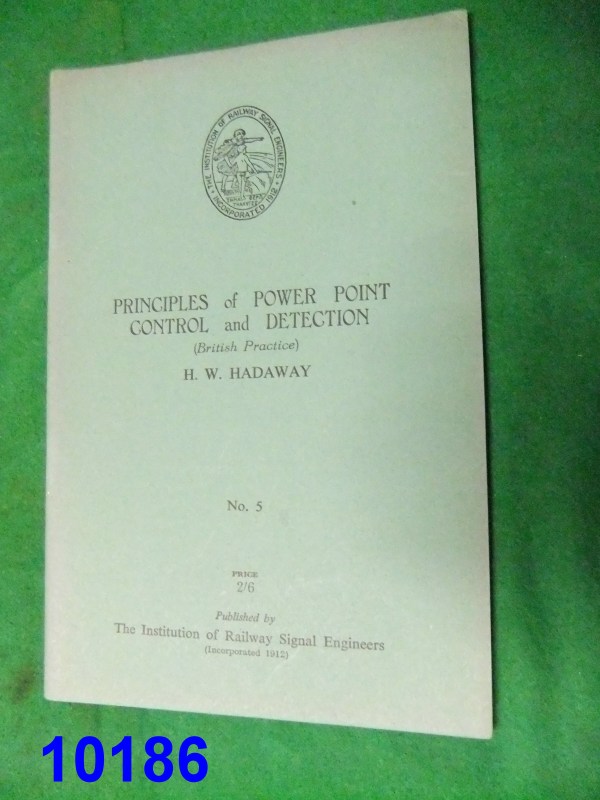 THE INSTITUTION OF RAILWAY SIGNAL ENGINEERS
INCORPORATED 1912
PRINCIPLES of POWER POINT
CONTROL and DETECTION
(British Practice)
H. W. HADAWAY
No. 5
PRICE
2/6
Published by
The Institution of Railway Signal Engineers
(Incorporated 1912)
10186